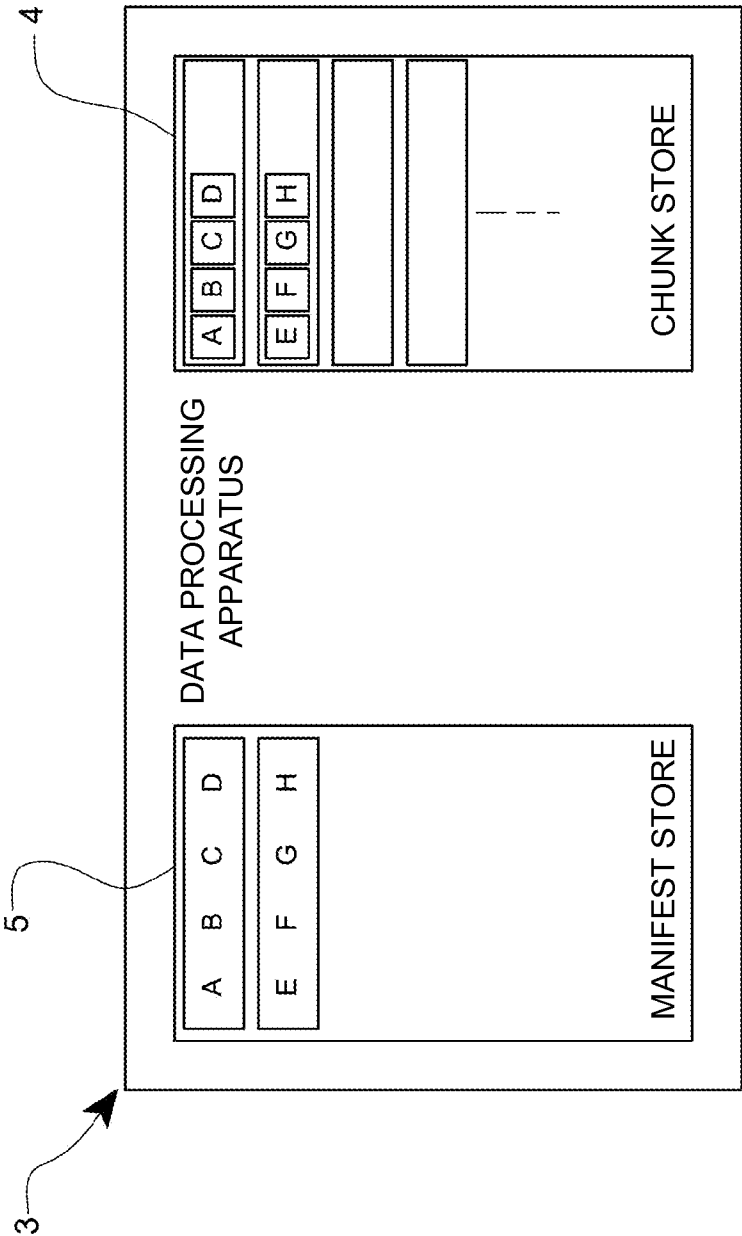 3
5
4
DATA PROCESSING
APPARATUS
A B C D
E F G H
MANIFEST STORE
A B C D
E F G H
CHUNK STORE